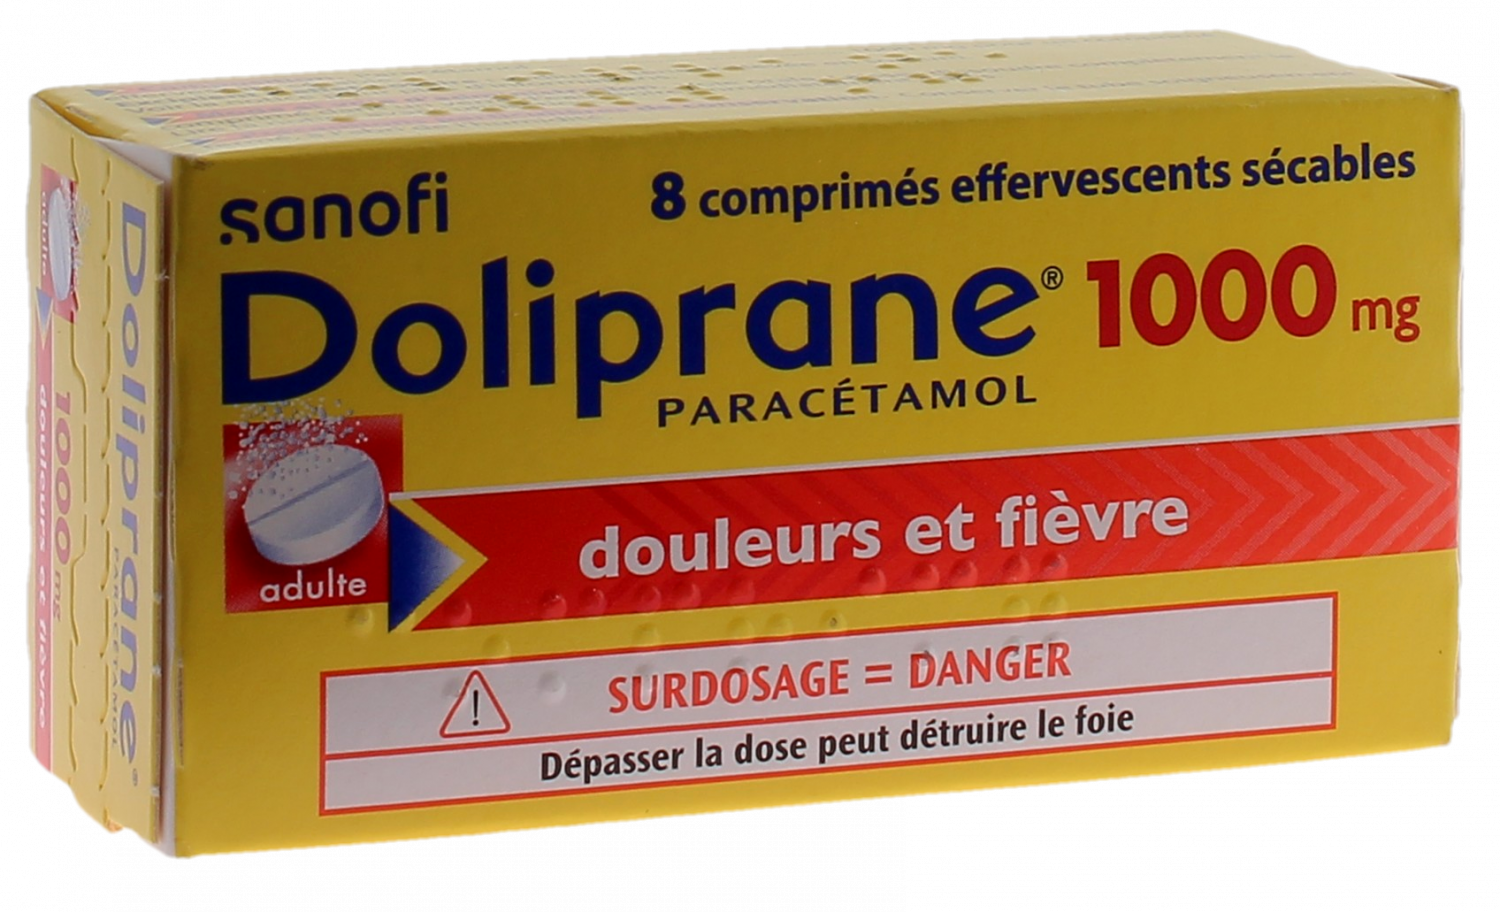 sanofi
8 comprimés effervescents sécables
Doliprane® 1000 mg
PARACÉTAMOL
adulte
douleurs et fièvre
!
SURDOSAGE = DANGER
Dépasser la dose peut détruire le foie
Doliprane®
PARACÉTAMOL
1000 mg
adulte
douleurs et fièvre